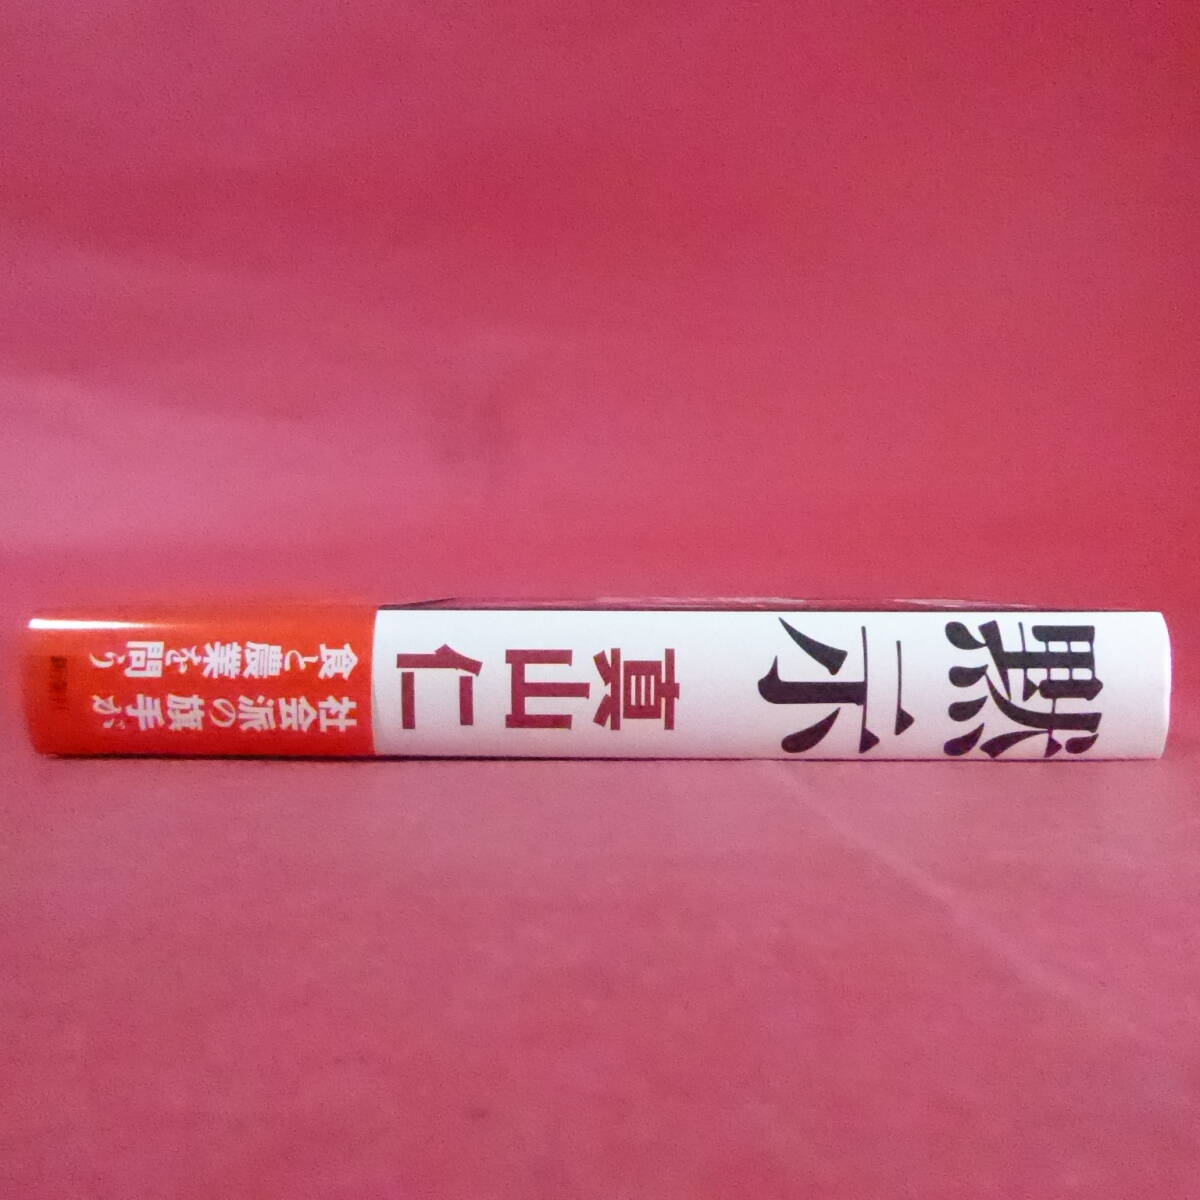 黙示
真山仁
社会派の旗手が、
食と農業を問う